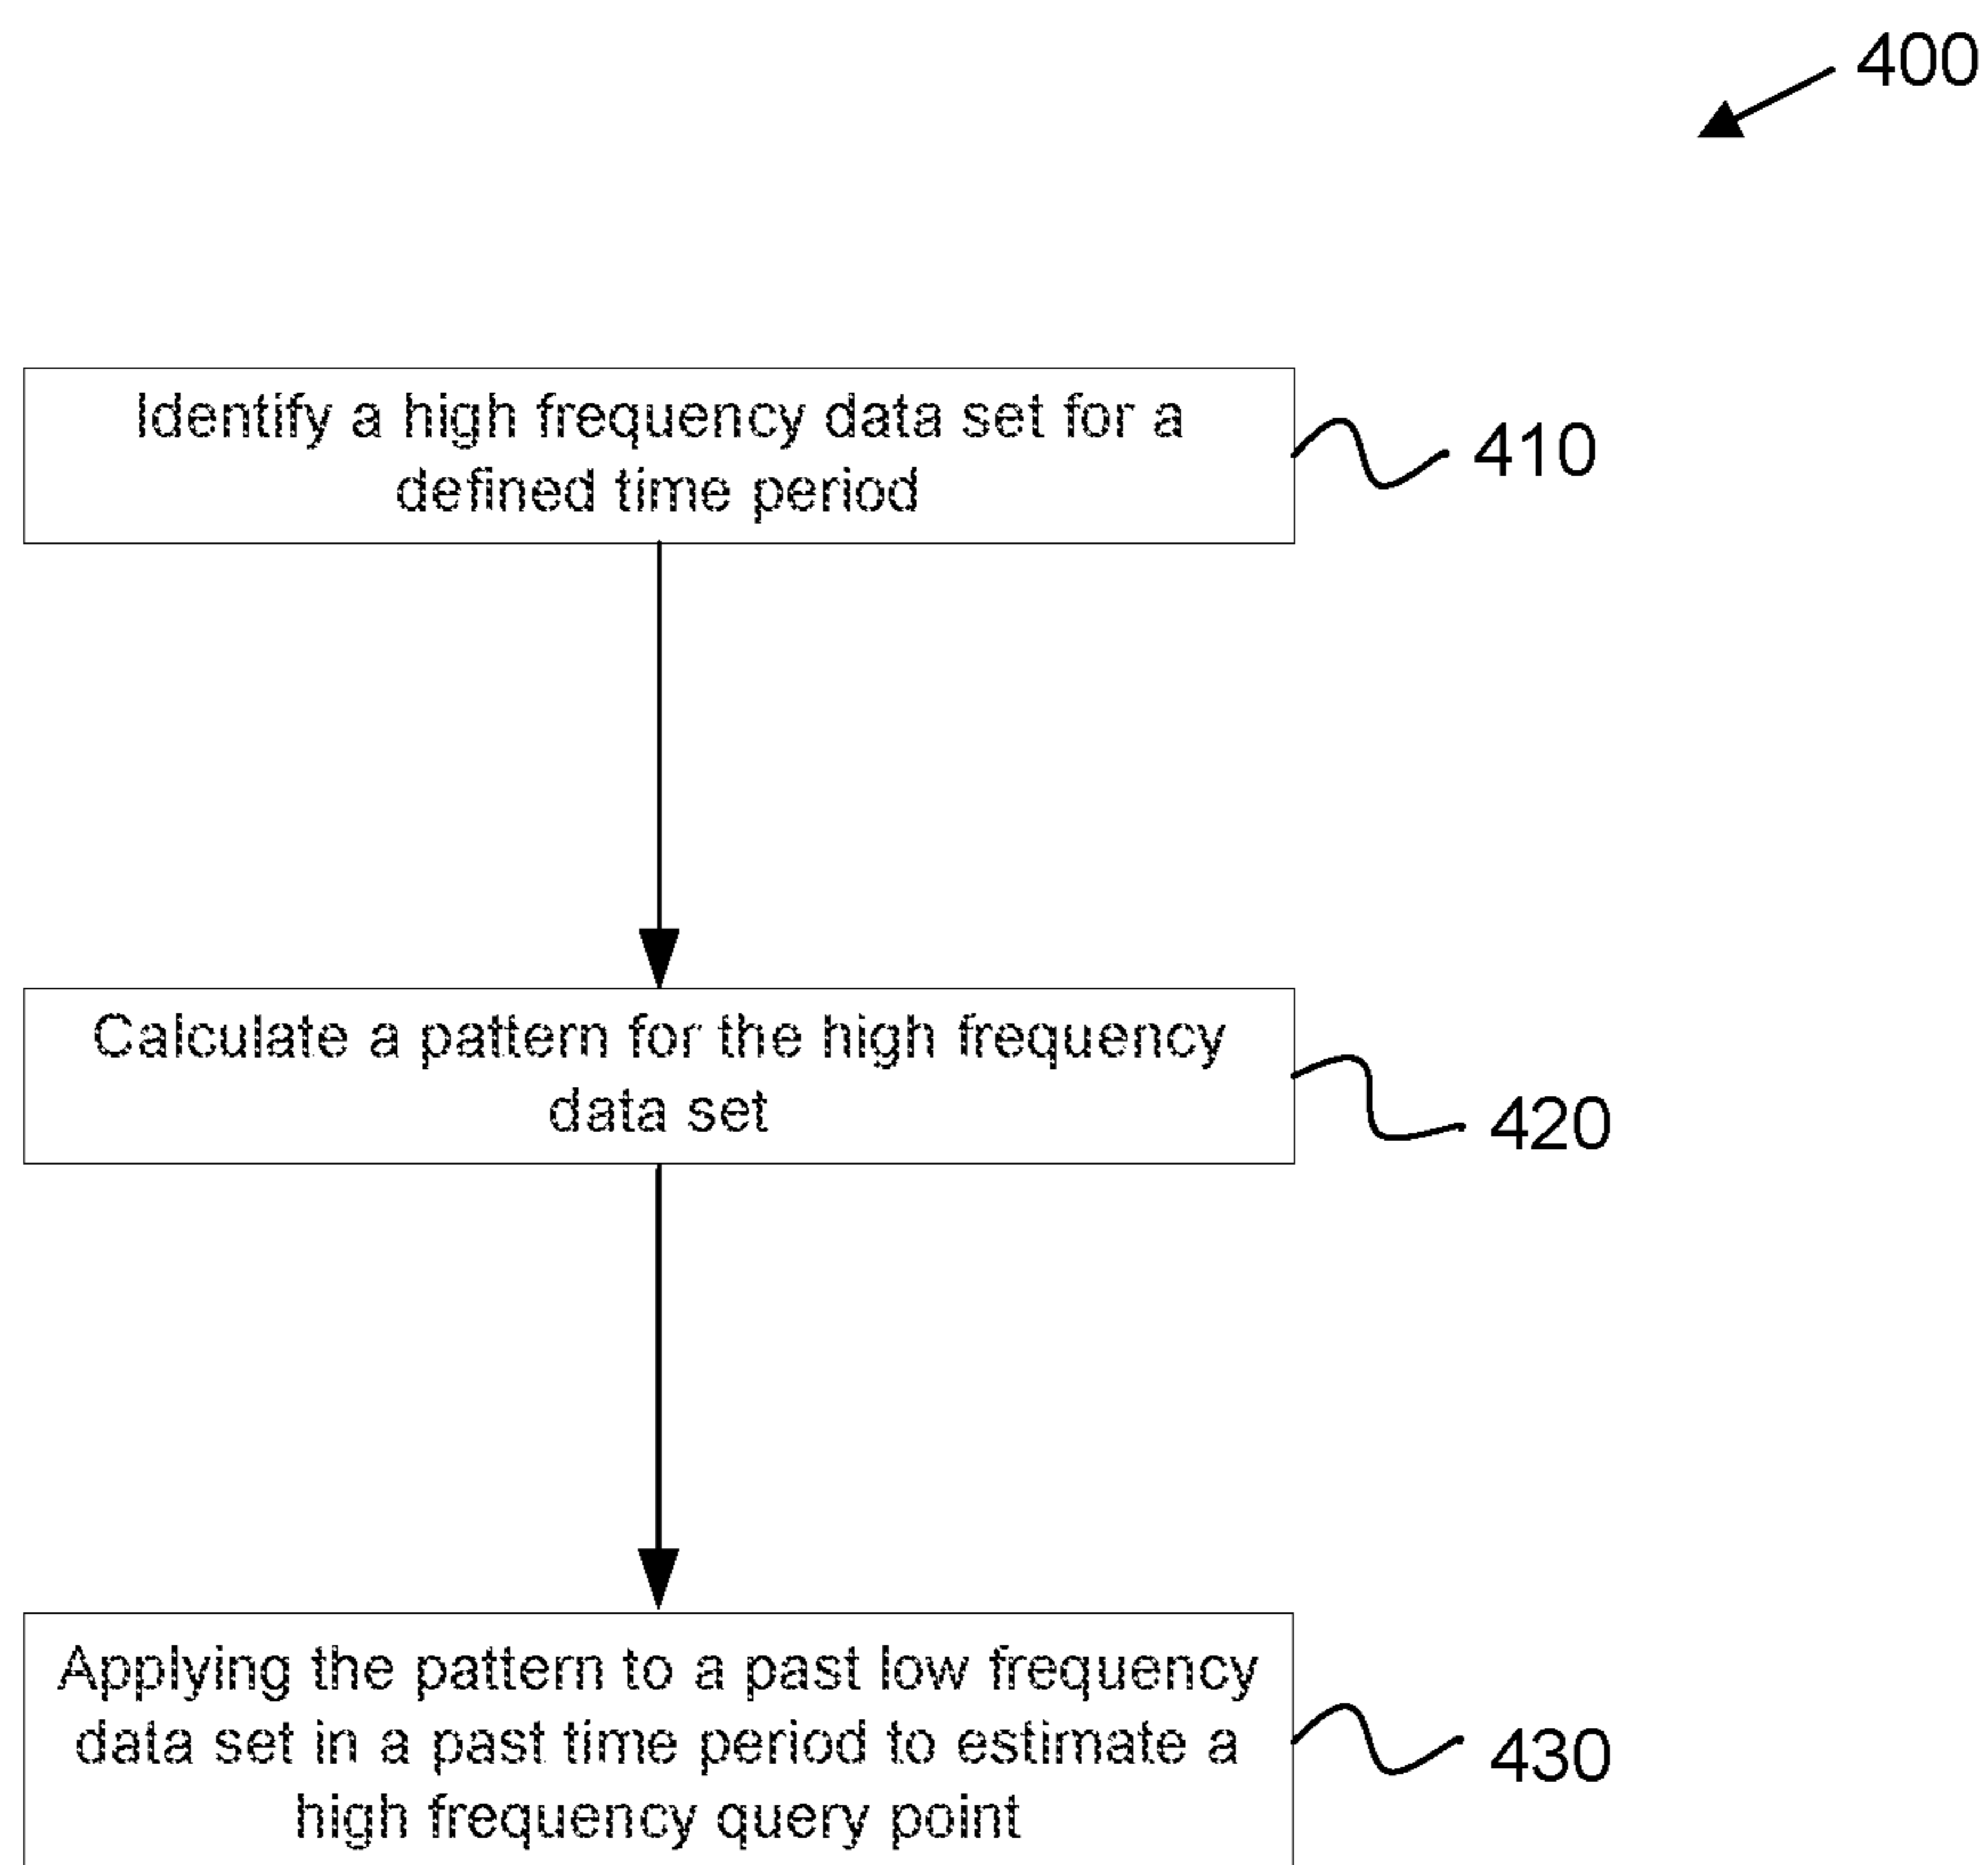 400
Identify a high frequency data set for a
defined time period
410
Calculate a pattern for the high frequency
data set
420
Applying the pattern to a past low frequency
data set in a past time period to estimate a
high frequency query point
430